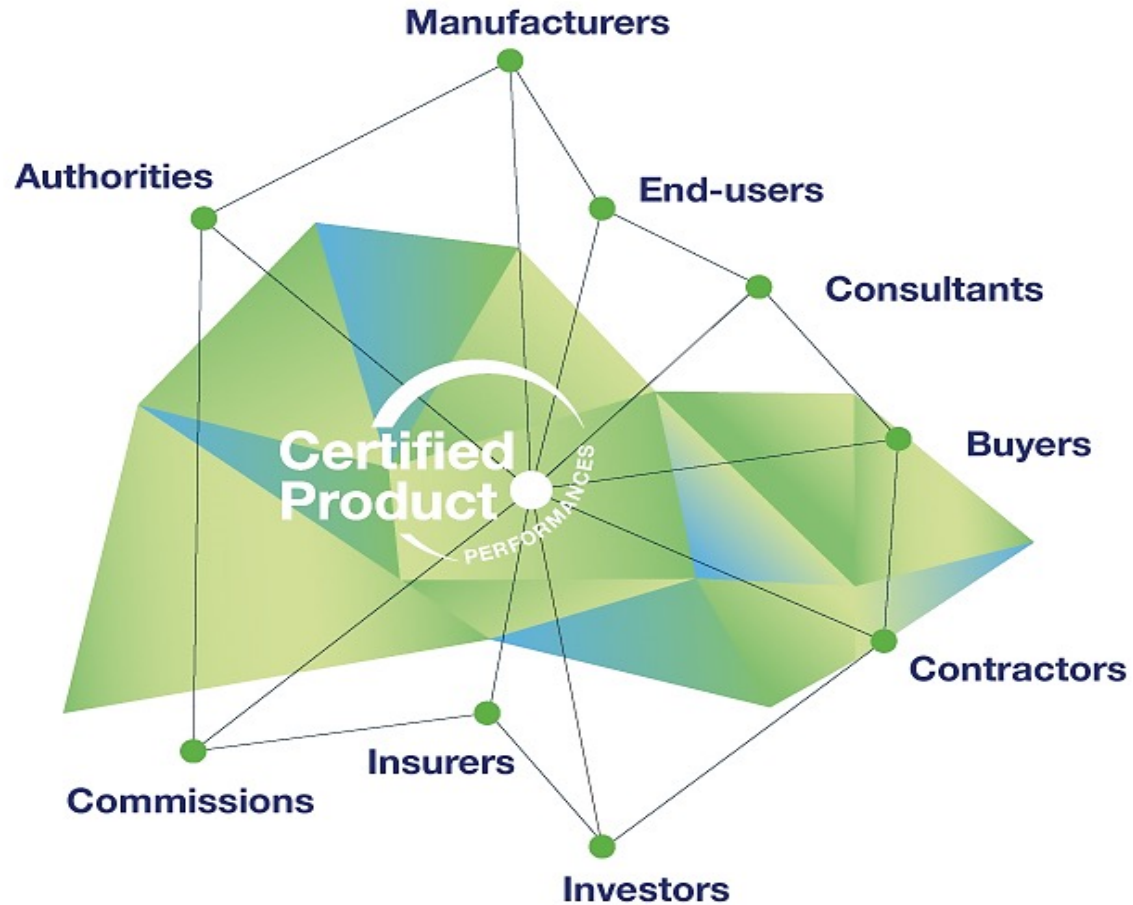 Manufacturers
Authorities
End-users
Consultants
Certified
Product
PERFORMANCES
Buyers
Contractors
Insurers
Commissions
Investors